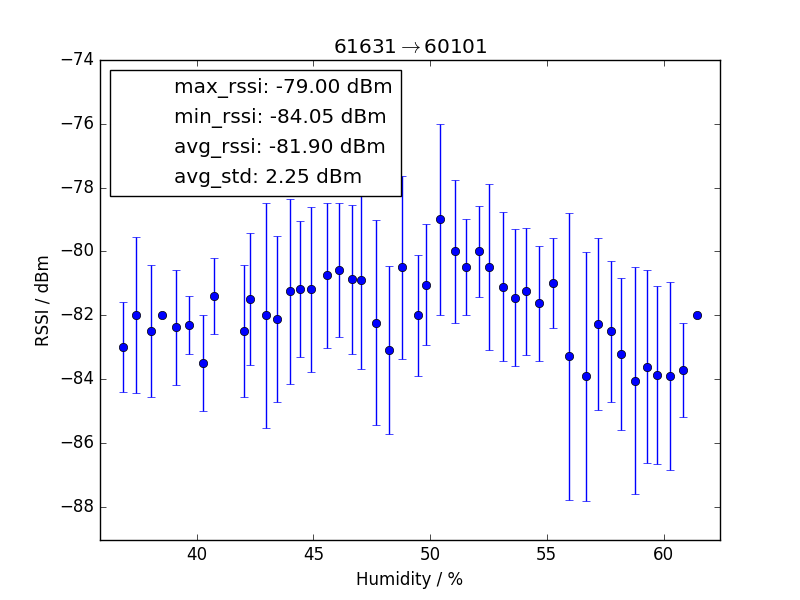 61631→60101
max_rssi: -79.00 dBm
min_rssi: -84.05 dBm
avg_rssi: -81.90 dBm
avg_std: 2.25 dBm
−74
−76
−78
−80
−82
−84
−86
−88
RSSI / dBm
40 45 50 55 60
Humidity / %